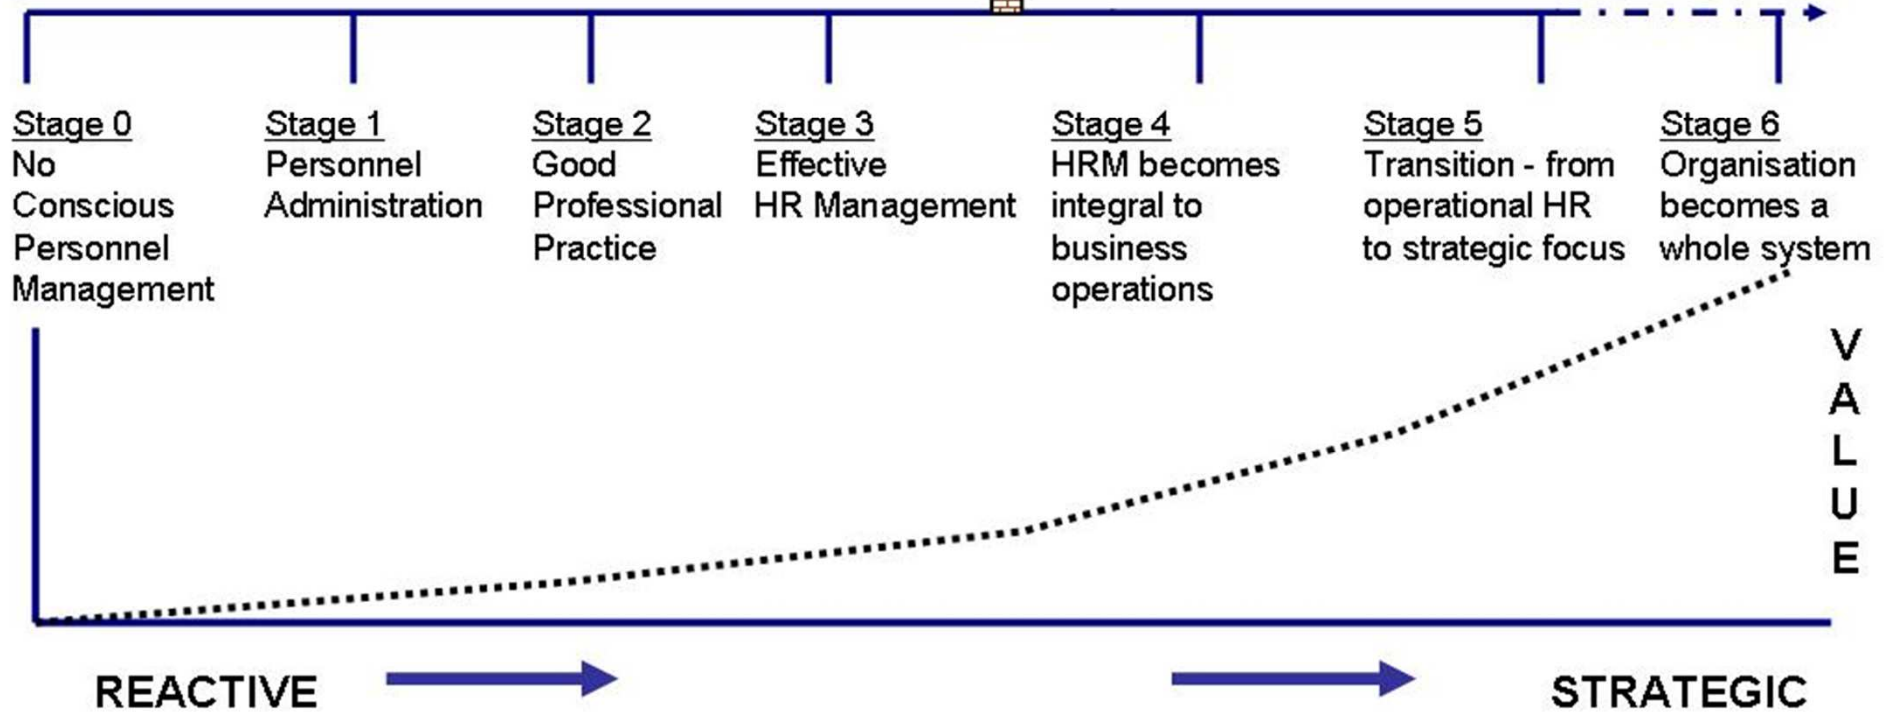 Stage 0
No
Conscious
Personnel
Management
Stage 1
Personnel
Administration
Stage 2
Good
Professional
Practice
Stage 3
Effective
HR Management
Stage 4
HRM becomes
integral to
business
operations
Stage 5
Transition - from
operational HR
to strategic focus
Stage 6
Organisation
becomes a
whole system
V
A
L
U
E
REACTIVE
STRATEGIC